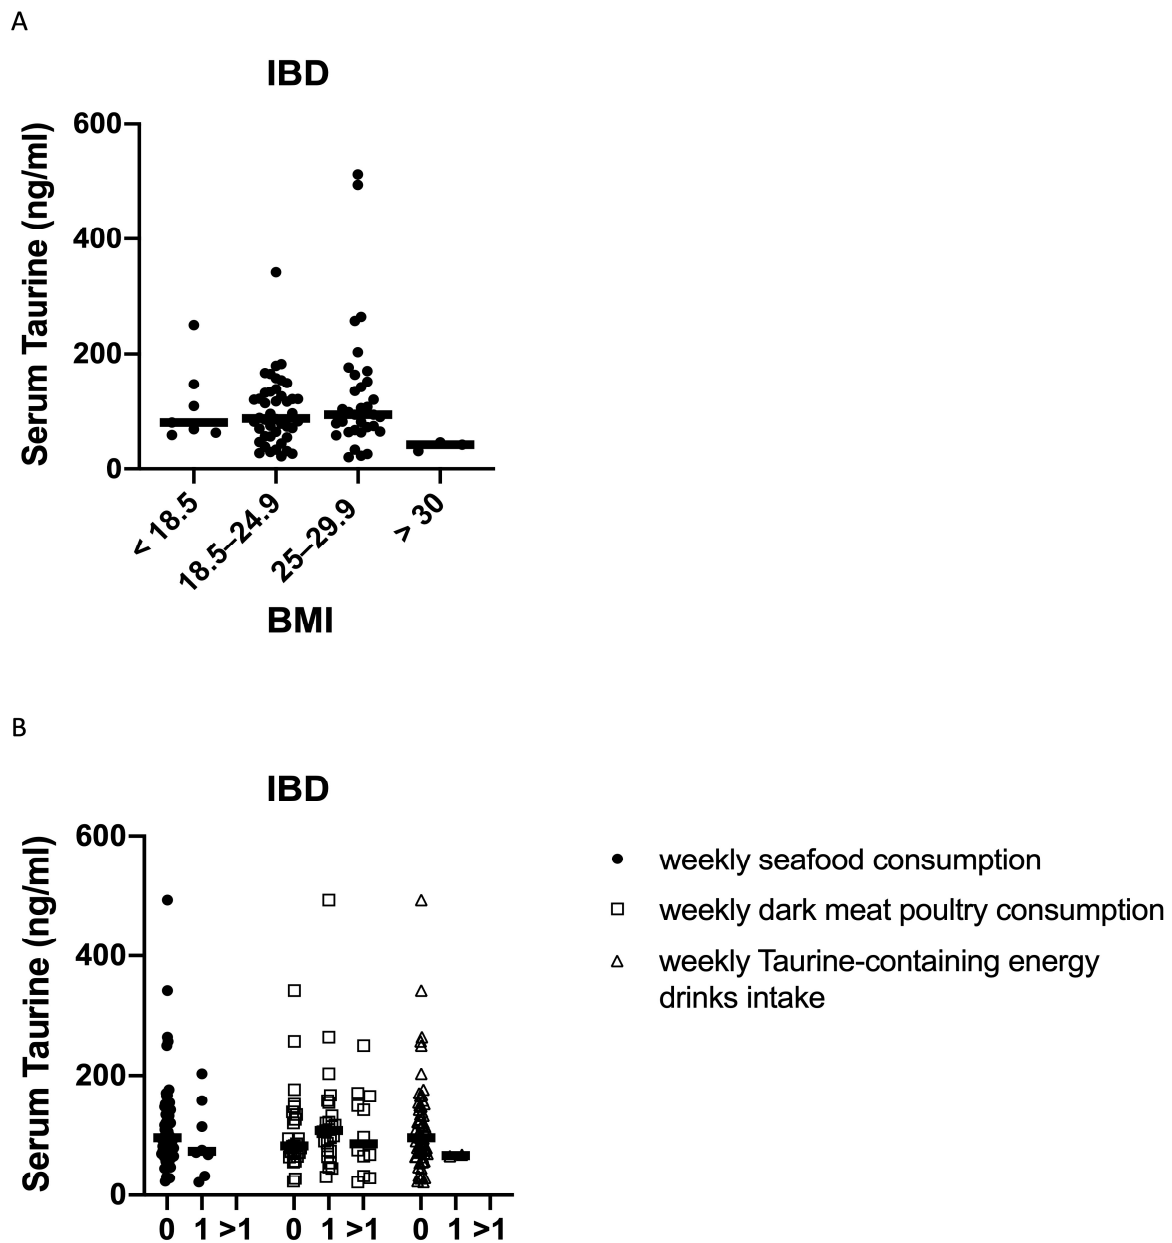 A
IBD
Serum Taurine (ng/ml)
600
400
200
0
< 18.5
18.5–24.9
25–29.9
> 30
BMI
B
IBD
Serum Taurine (ng/ml)
600
400
200
0
0 1 >1 0 1 >1 0 1 >1
weekly seafood consumption
weekly dark meat poultry consumption
weekly Taurine-containing energy
drinks intake